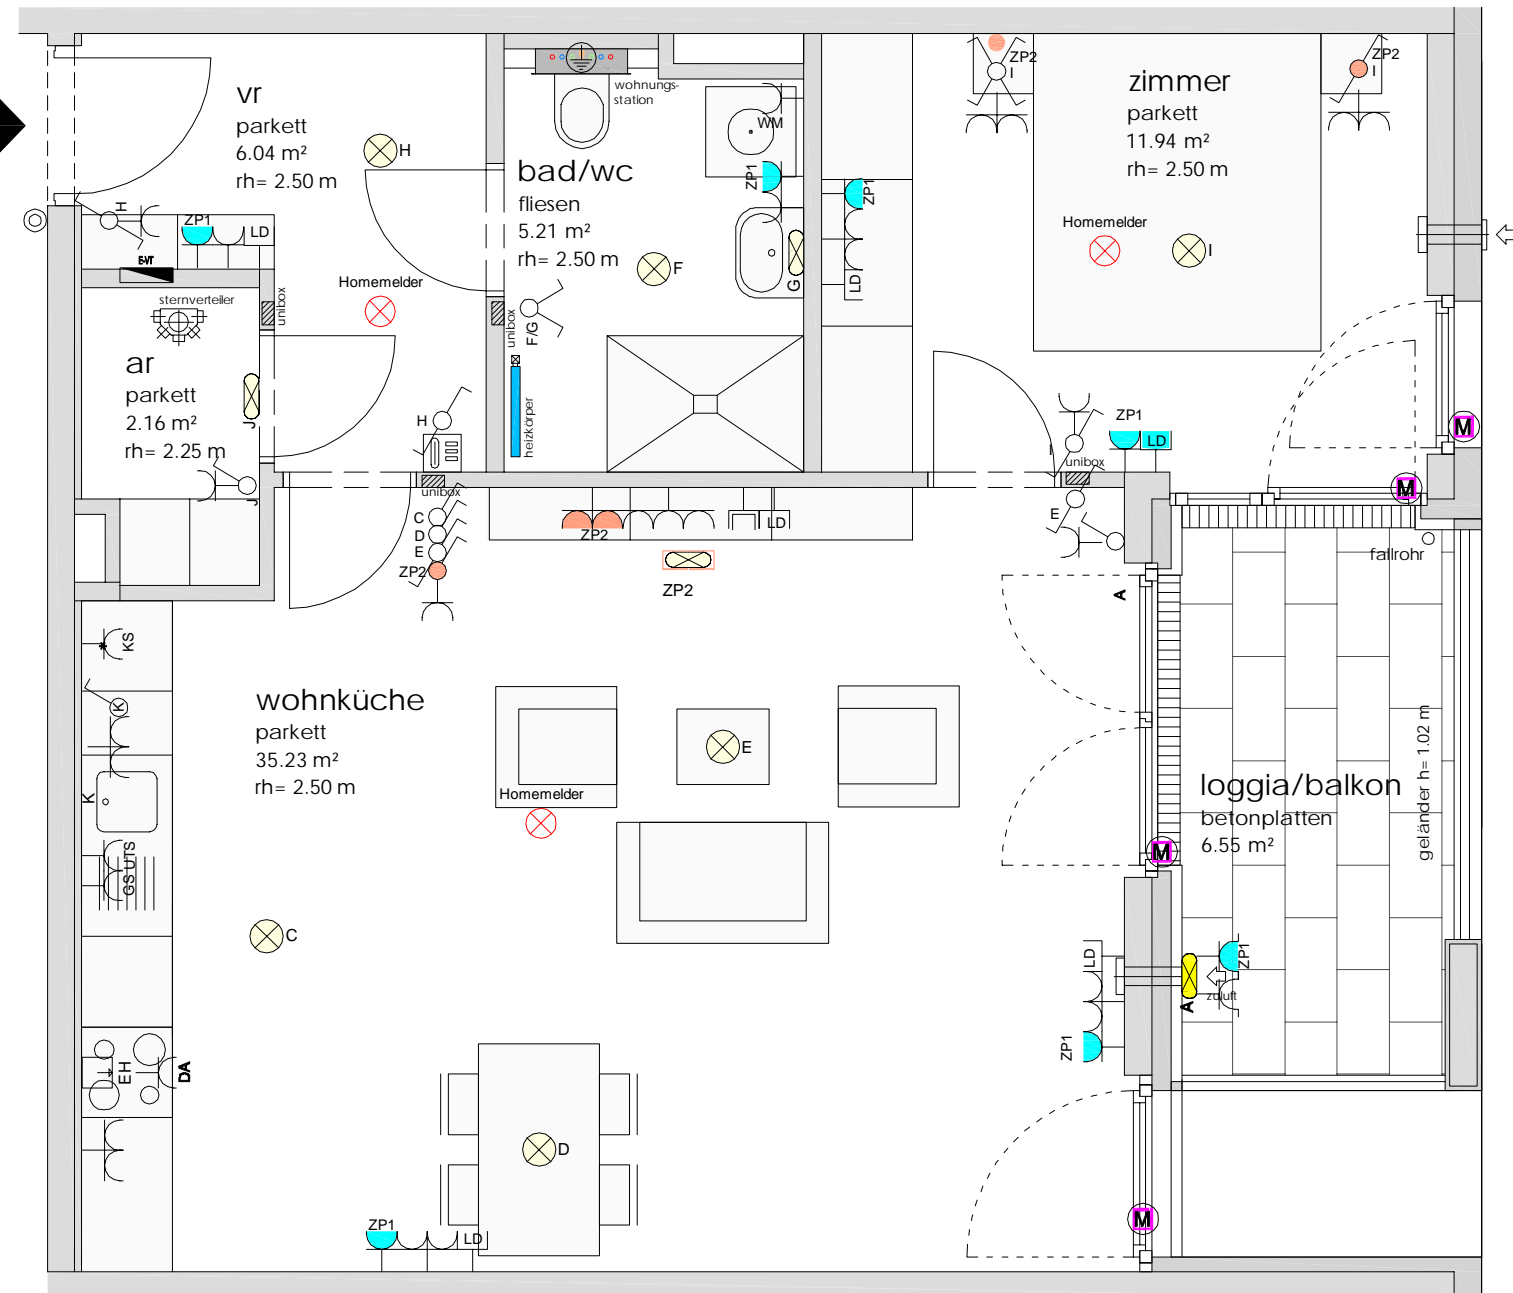 vr
parkett
6.04 m²
rh= 2.50 m
H
H
ZP1
LD
E-VT
Homemelder
unibox
sternverteiler
ar
parkett
2.16 m²
rh= 2.25 m
J
J
H
unibox
wohnungs-
station
bad/wc
fliesen
5.21 m²
rh= 2.50 m
F
F/G
unibox
heizkörper
WM
ZP1
G
ZP1
LD
zimmer
parkett
11.94 m²
rh= 2.50 m
ZP2
I
ZP2
I
Homemelder
I
M
M
ZP1
LD
I
unibox
E
C
D
E
ZP2
ZP2
LD
ZP2
A
fallrohr
KS
K
K
GS UTS
wohnküche
parkett
35.23 m²
rh= 2.50 m
E
Homemelder
C
EH
DA
D
ZP1
LD
LD
ZP1
M
M
loggia/balkon
betonplatten
6.55 m²
geländer h= 1.02 m
ZP1
zuluft
A